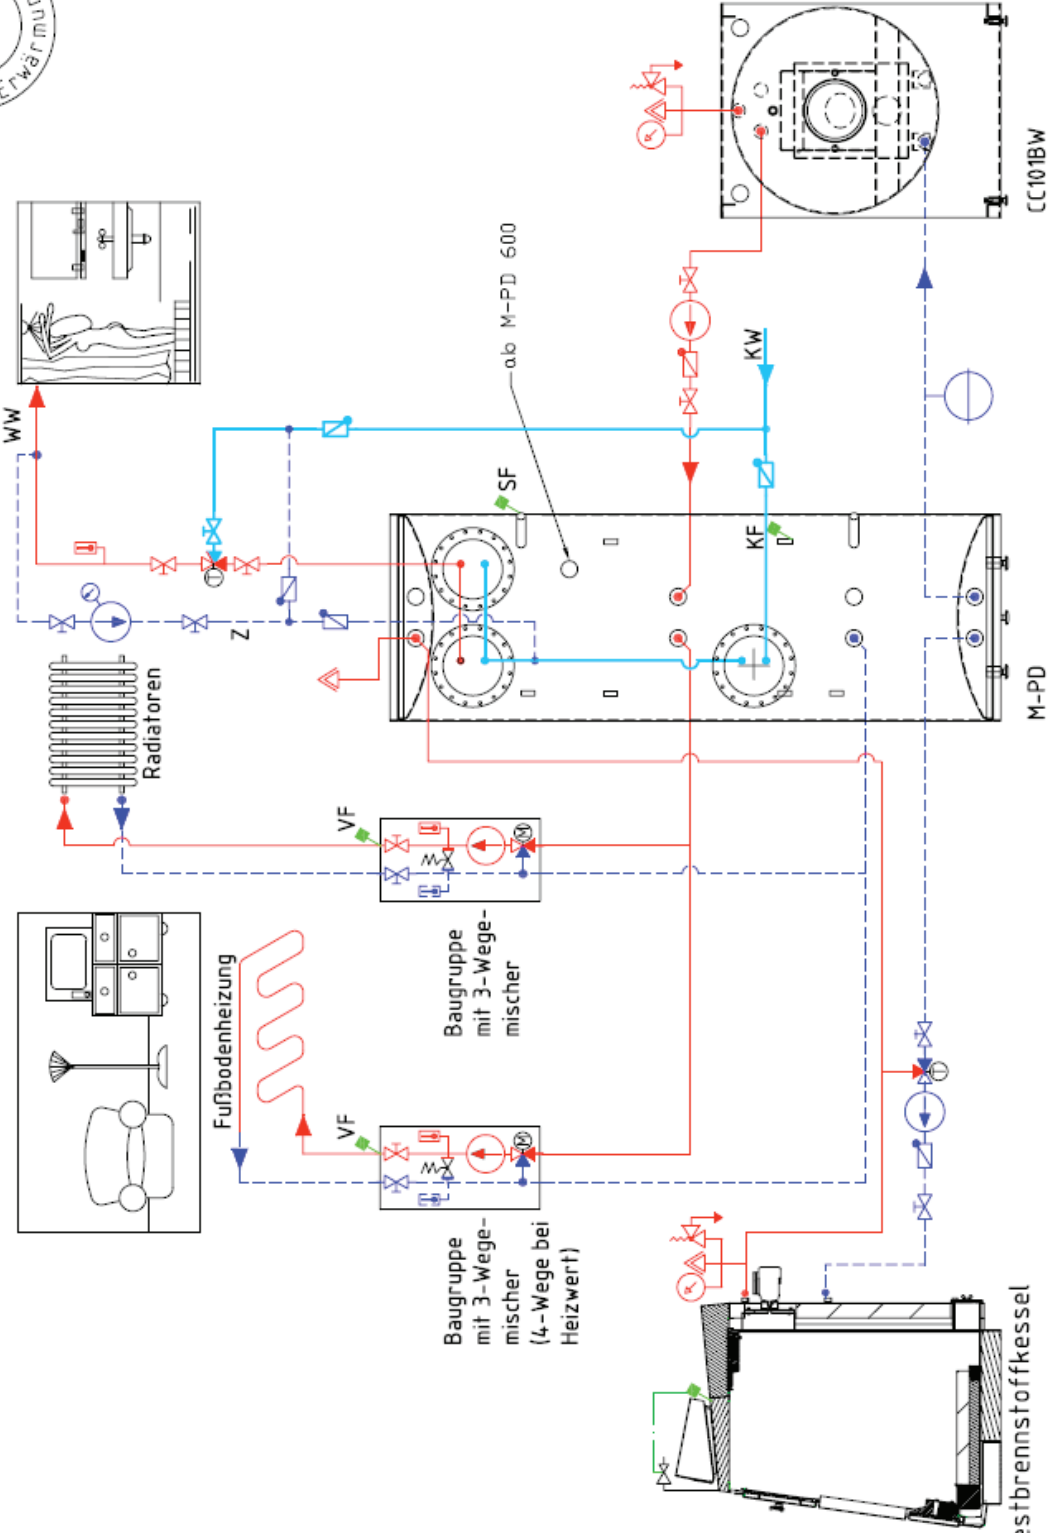 Erwärmu
WW
Z
Radiatoren
Fußbodenheizung
VF
VF
Baugruppe
mit 3-Wege-
mischer
Baugruppe
mit 3-Wege-
mischer
(4-Wege bei
Heizwert)
SF
ab M-PD 600
KW
KF
T
M
M
T
M-PD
CC101BW
estbrennstoffkessel